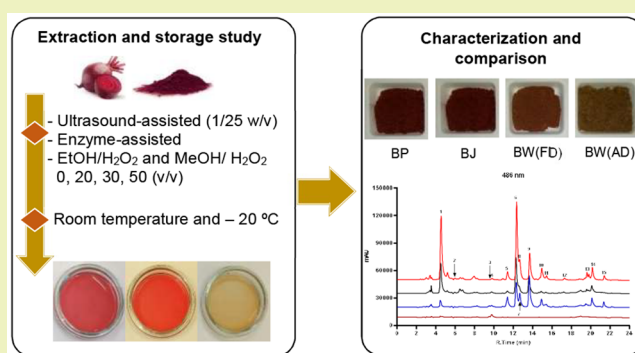 Extraction and storage study
- Ultrasound-assisted (1/25 w/v)
- Enzyme-assisted
- EtOH/H₂O₂ and MeOH/ H₂O₂
0, 20, 30, 50 (v/v)
Room temperature and – 20 ºC
Characterization and
comparison
BP BJ BW(FD) BW(AD)
486 nm
150000
120000
90000
60000
30000
0
mAU
0 2 4 6 8 10 12 14 16 18 20 22 24
R.Time (min)